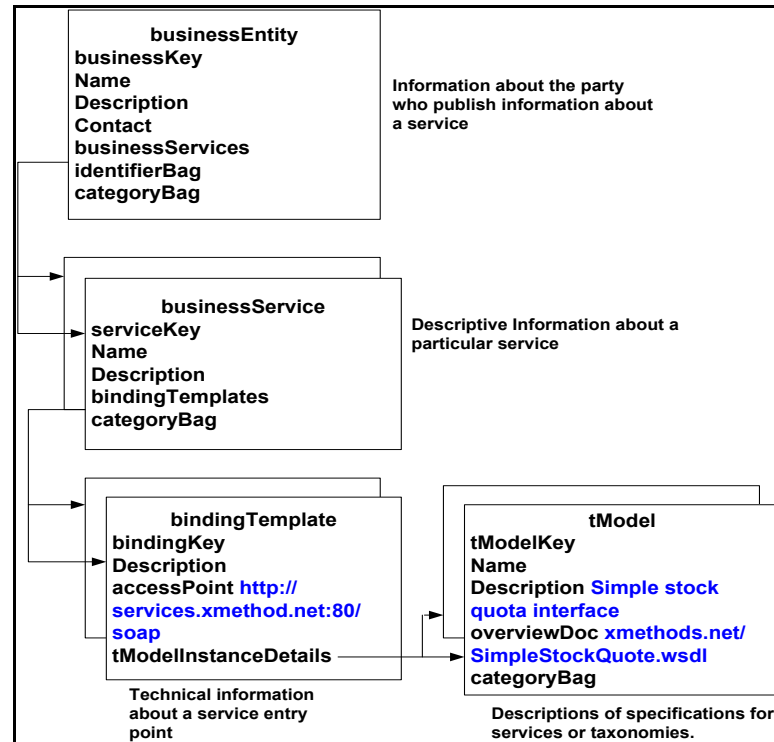 businessEntity
businessKey
Name
Description
Contact
businessServices
identifierBag
categoryBag
Information about the party
who publish information about
a service
businessService
serviceKey
Name
Description
bindingTemplates
categoryBag
Descriptive Information about a
particular service
bindingTemplate
bindingKey
Description
accessPoint http://
services.xmethod.net:80/
soap
tModelInstanceDetails
Technical information
about a service entry
point
tModel
tModelKey
Name
Description Simple stock
quota interface
overviewDoc xmethods.net/
SimpleStockQuote.wsdl
categoryBag
Descriptions of specifications for
services or taxonomies.